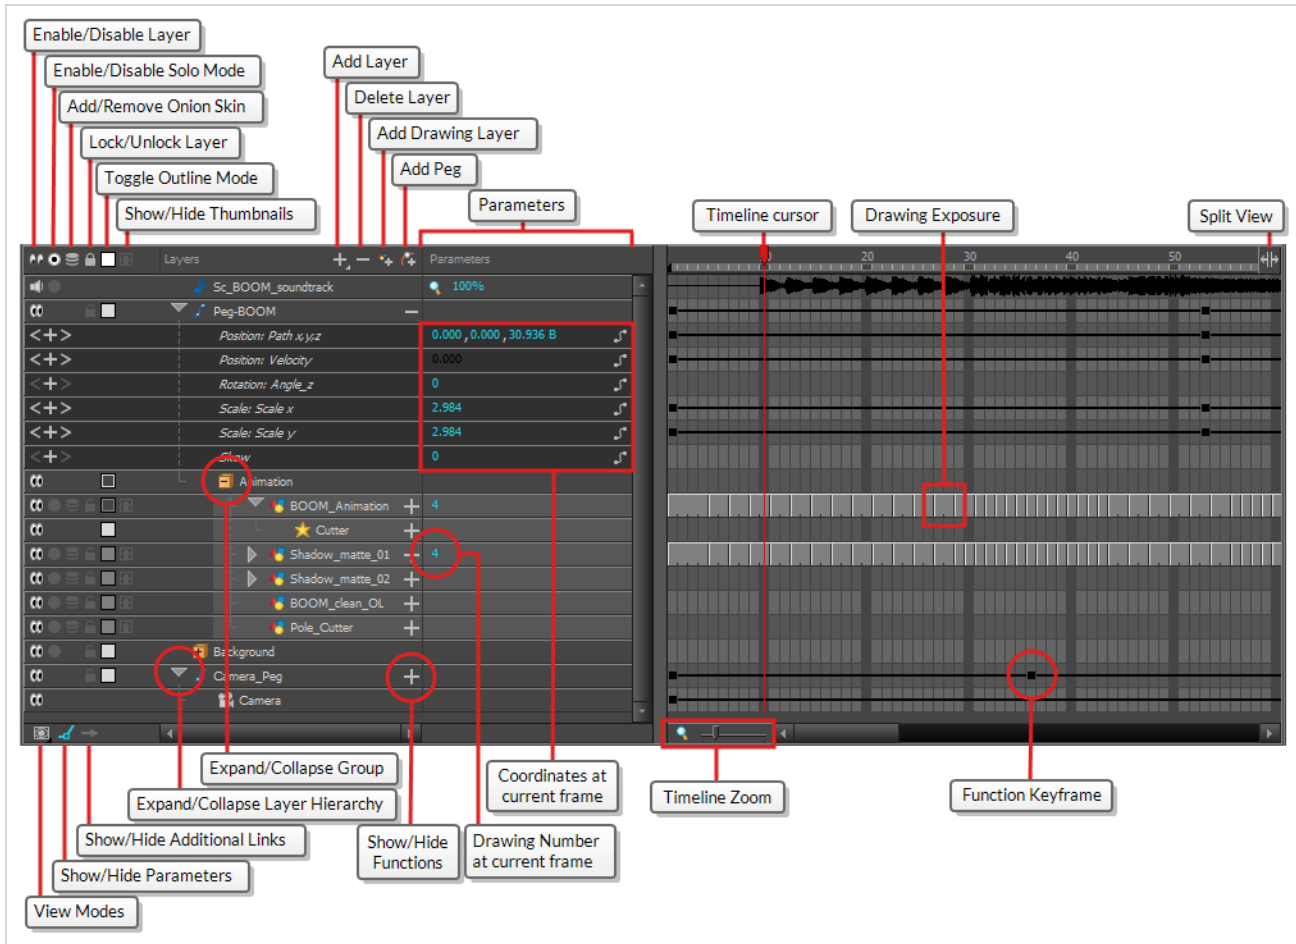 Enable/Disable Layer
Enable/Disable Solo Mode
Add/Remove Onion Skin
Lock/Unlock Layer
Toggle Outline Mode
Show/Hide Thumbnails
Add Layer
Delete Layer
Add Drawing Layer
Add Peg
Parameters
Timeline cursor
Drawing Exposure
Split View
Layers
Parameters
30 40 50
Sc_BOOM_soundtrack
100%
Peg-BOOM
Position: Path x,y,z
0.000 , 0.000 , 30.936 B
Position: Velocity
0.000
Rotation: Angle_z
0
Scale: Scale x
2.984
Scale: Scale y
2.984
Skew
0
Animation
BOOM_Animation
4
Cutter
Shadow_matte_01
4
Shadow_matte_02
BOOM_clean_OL
Pole_Cutter
Background
Camera_Peg
Camera
Expand/Collapse Group
Expand/Collapse Layer Hierarchy
Show/Hide Additional Links
Show/Hide Parameters
View Modes
Show/Hide
Functions
Coordinates at
current frame
Drawing Number
at current frame
Timeline Zoom
Function Keyframe